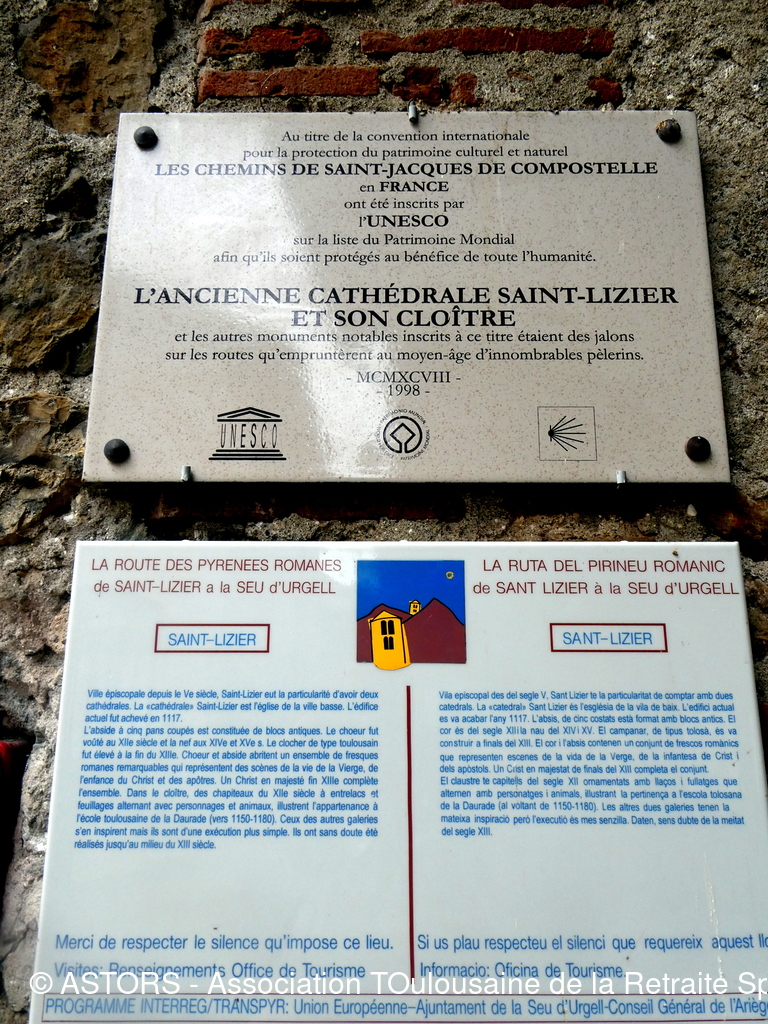 Au titre de la convention internationale
pour la protection du patrimoine culturel et naturel
LES CHEMINS DE SAINT-JACQUES DE COMPOSTELLE
en FRANCE
ont été inscrits par
l'UNESCO
sur la liste du Patrimoine Mondial
afin qu'ils soient protégés au bénéfice de toute l'humanité.
L'ANCIENNE CATHÉDRALE SAINT-LIZIER
ET SON CLOÎTRE
et les autres monuments notables inscrits à ce titre étaient des jalons
sur les routes qu'empruntèrent au moyen-âge d'innombrables pèlerins.
- MCMXCVIII -
- 1998 -
UNESCO
LA ROUTE DES PYRENEES ROMANES
de SAINT-LIZIER a la SEU d'URGELL
SAINT-LIZIER
Ville épiscopale depuis le Ve siècle, Saint-Lizier eut la particularité d'avoir deux
cathédrales. La «cathédrale» Saint-Lizier est l'église de la ville basse. L'édifice
actuel fut achevé en 1117.
L'abside à cinq pans coupés est constituée de blocs antiques. Le choeur fut
voûté au XIIe siècle et la nef aux XIVe et XVe s. Le clocher de type toulousain
fut élevé à la fin du XIIIe. Choeur et abside abritent un ensemble de fresques
romanes remarquables qui représentent des scènes de la vie de la Vierge, de
l'enfance du Christ et des apôtres. Un Christ en majesté fin XIIIe complète
l'ensemble. Dans le cloître, des chapiteaux du XIIe siècle à entrelacs et
feuillages alternant avec personnages et animaux, illustrent l'appartenance à
l'école toulousaine de la Daurade (vers 1150-1180). Ceux des autres galeries
s'en inspirent mais ils sont d'une exécution plus simple. Ils ont sans doute été
réalisés jusqu'au milieu du XIII siècle.
Merci de respecter le silence qu'impose ce lieu.
Visites: Renseignements Office de Tourisme
LA RUTA DEL PIRINEU ROMANIC
de SANT LIZIER à la SEU d'URGELL
SANT-LIZIER
Vila episcopal des del segle V, Sant Lizier te la particularitat de comptar amb dues
catedrals. La «catedral» Sant Lizier és l'església de la vila de baix. L'edifici actual
es va acabar l'any 1117. L'absis, de cinc costats està format amb blocs antics. El
cor és del segle XII i la nau del XIV i XV. El campanar, de tipus tolosà, és va
construir a finals del XIII. El cor i l'absis contenen un conjunt de frescos romànics
que representen escenes de la vida de la Verge, de la infantesa de Crist i
dels apòstols. Un Crist en majestat de finals del XIII completa el conjunt.
El claustre te capitells del segle XII ornamentats amb llaços i fullatges que
alternen amb personatges i animals, illustrant la pertinença a l'escola tolosana
de la Daurade (al voltant de 1150-1180). Les altres dues galeries tenen la
mateixa inspiració però l'execució és mes senzilla. Daten, sens dubte de la meitat
del segle XIII.
Si us plau respecteu el silenci que requereix aquest llo
Informacio: Oficina de Tourisme.
© ASTORS - Association TOulousaine de la Retraite Sp
PROGRAMME INTERREG/TRANSPYR: Union Européenne-Ajuntament de la Seu d'Urgell-Conseil Général de l'Ariège